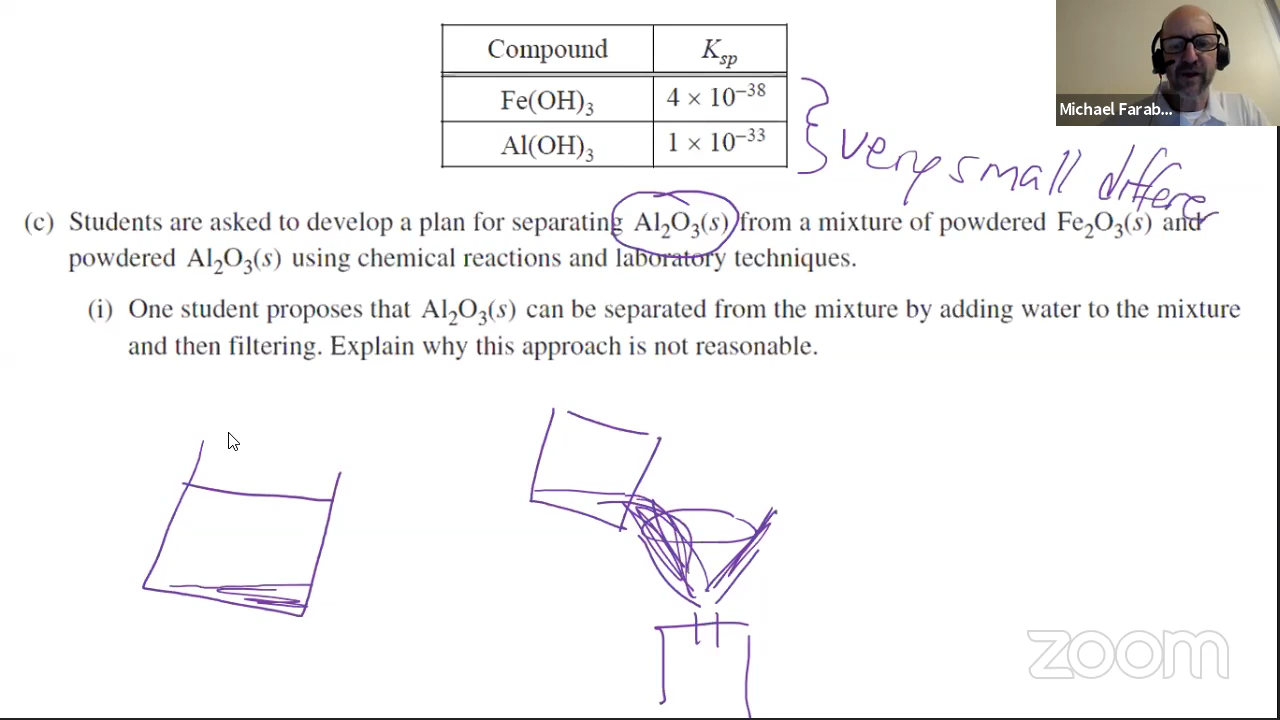 Compound K_sp
Fe(OH)₃ 4 × 10⁻³⁸
Al(OH)₃ 1 × 10⁻³³
Michael Farab...
very small differe
(c) Students are asked to develop a plan for separating Al₂O₃(s) from a mixture of powdered Fe₂O₃(s) and
powdered Al₂O₃(s) using chemical reactions and laboratory techniques.
(i) One student proposes that Al₂O₃(s) can be separated from the mixture by adding water to the mixture
and then filtering. Explain why this approach is not reasonable.
zoom